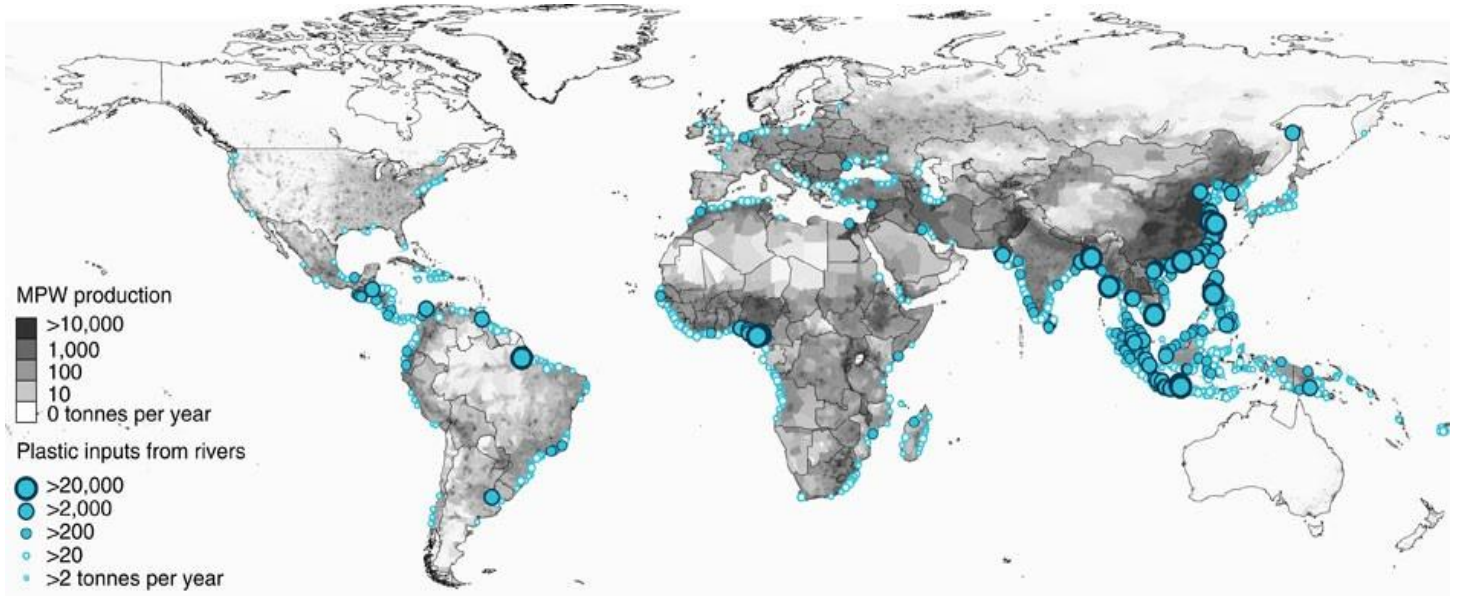 MPW production
>10,000
1,000
100
10
0 tonnes per year
Plastic inputs from rivers
>20,000
>2,000
>200
>20
>2 tonnes per year